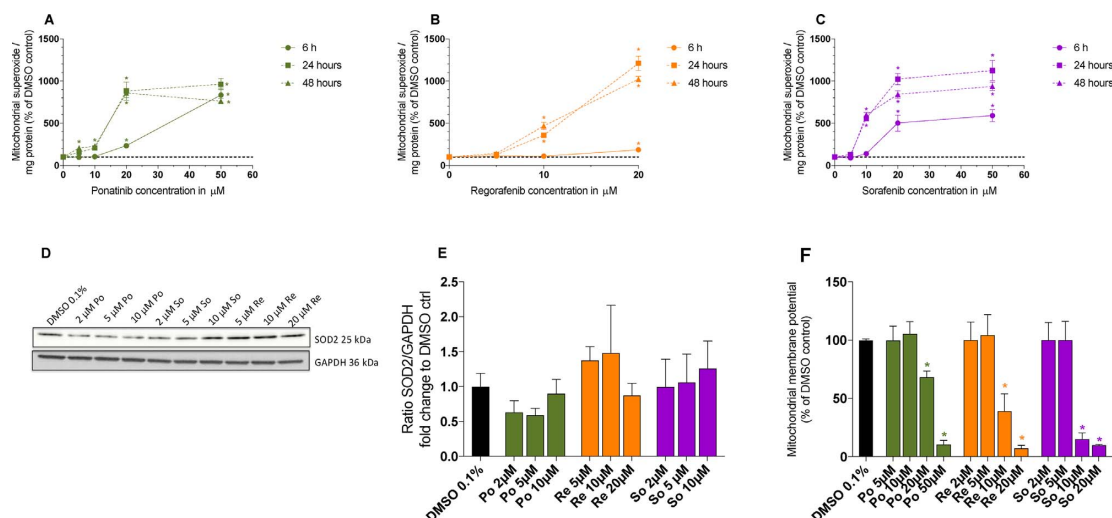 A
Mitochondrial superoxide /
mg protein (% of DMSO control)
1500
1000
500
0
0 10 20 30 40 50 60
Ponatinib concentration in µM
6 h
24 hours
48 hours
B
Mitochondrial superoxide /
mg protein (% of DMSO control)
1500
1000
500
0
0 5 10 15 20
Regorafenib concentration in µM
6 h
24 hours
48 hours
C
Mitochondrial superoxide /
mg protein (% of DMSO control)
1500
1000
500
0
0 10 20 30 40 50 60
Sorafenib concentration in µM
6 h
24 hours
48 hours
D
DMSO 0.1%
2 µM Po
5 µM Po
10 µM Po
2 µM So
5 µM So
10 µM So
5 µM Re
10 µM Re
20 µM Re
SOD2 25 kDa
GAPDH 36 kDa
E
Ratio SOD2/GAPDH
fold change to DMSO ctrl
2.5
2.0
1.5
1.0
0.5
0.0
DMSO 0.1%
Po 2µM
Po 5µM
Po 10µM
Re 5µM
Re 10µM
Re 20µM
So 2µM
So 5 µM
So 10µM
F
Mitochondrial membrane potential
(% of DMSO control)
150
100
50
0
DMSO 0.1%
Po 5µM
Po 10µM
Po 20µM
Po 50µM
Re 2µM
Re 5µM
Re 10µM
Re 20µM
So 2µM
So 5µM
So 10µM
So 20µM